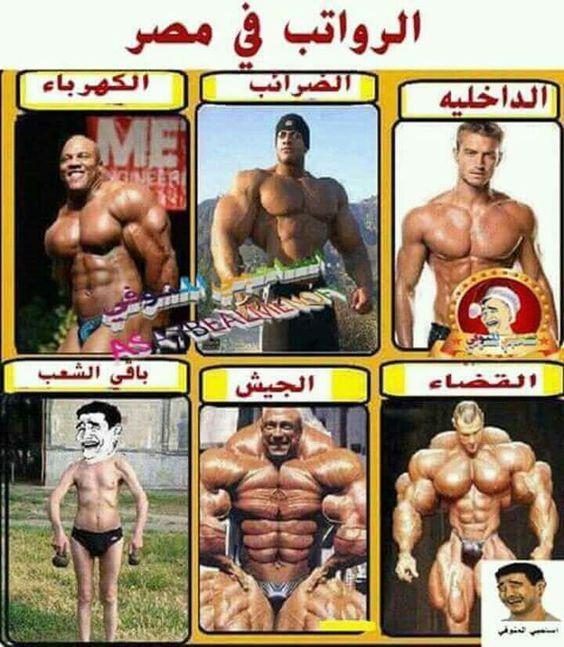 الرواتب في مصر
الداخليه
الضرائب
الكهرباء
القضاء
الجيش
باقي الشعب